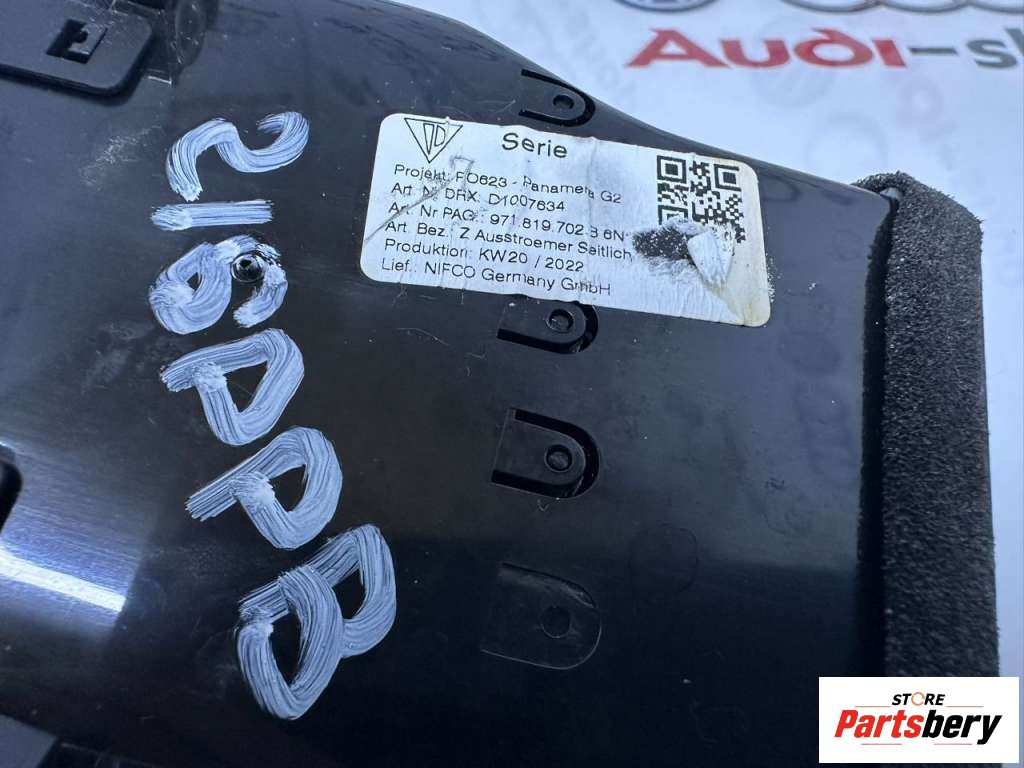 AUDI-s
218DDB
Serie
Projekt: PO623 - Panamera G2
Art. Nr DRX: D1007634
Art. Nr PAG: 971.819.702.B 6N
Art. Bez.: Z Ausstroemer Seitlich
Produktion: KW20 / 2022
Lief.: NIFCO Germany GmbH
STORE
Partsbery